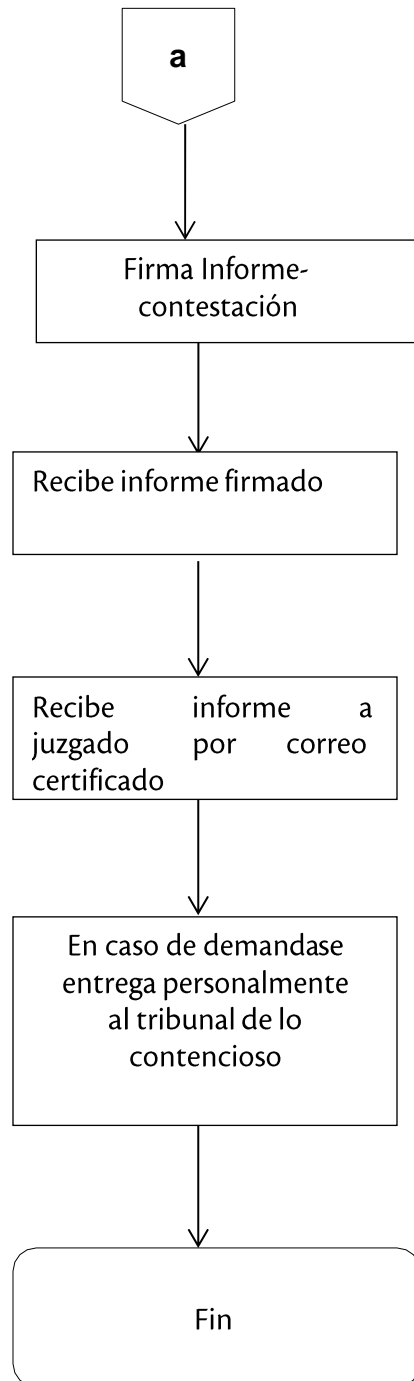 a
Firma Informe-
contestación
Recibe informe firmado
Recibe informe a
juzgado por correo
certificado
En caso de demandase
entrega personalmente
al tribunal de lo
contencioso
Fin